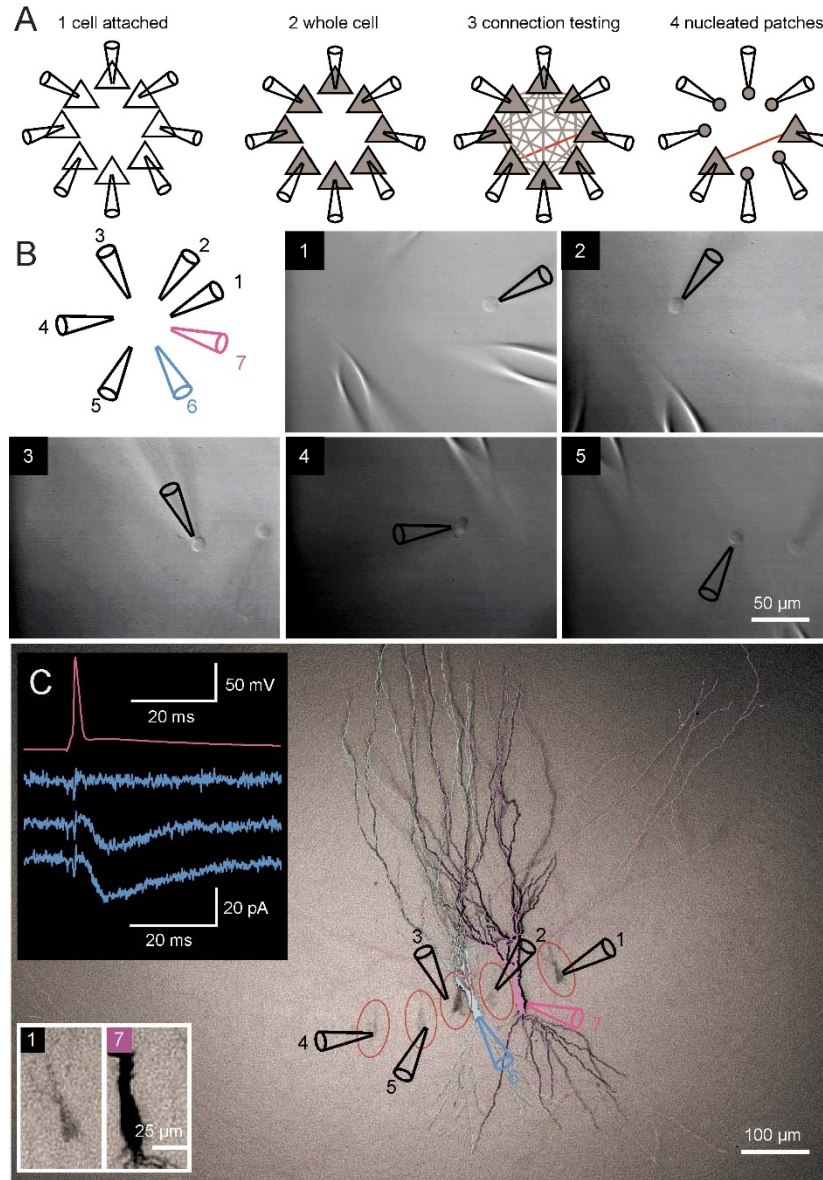 A
1 cell attached
2 whole cell
3 connection testing
4 nucleated patches
B
3
2
1
4
7
5
6
1
2
3
4
5
50 µm
C
50 mV
20 ms
20 pA
20 ms
3
2
1
4
5
6
7
1
7
25 µm
100 µm